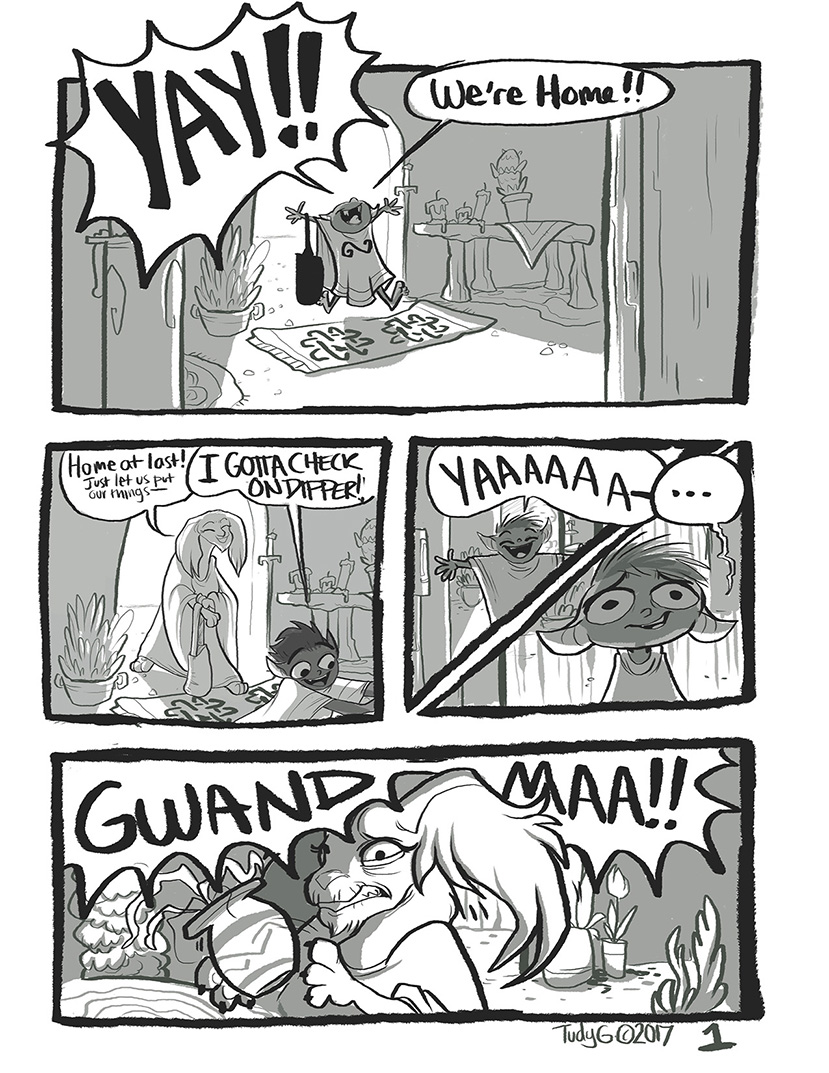 YAY!!
We're Home!!
Home at last!
Just let us put
our things—
I GOTTA CHECK
ON DIPPER!!
YAAAAAA—
...
GWAND
MAA!!
TudyG©2017
1